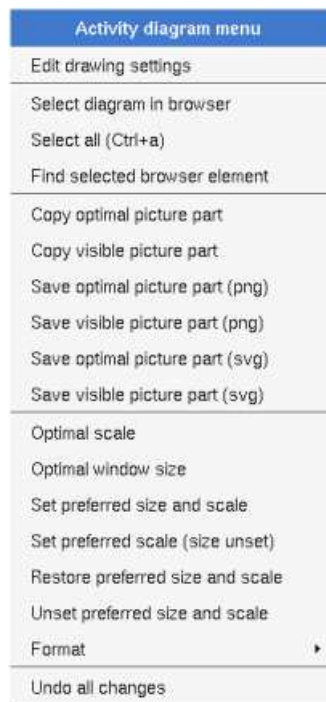 Activity diagram menu
Edit drawing settings
Select diagram in browser
Select all (Ctrl+a)
Find selected browser element
Copy optimal picture part
Copy visible picture part
Save optimal picture part (png)
Save visible picture part (png)
Save optimal picture part (svg)
Save visible picture part (svg)
Optimal scale
Optimal window size
Set preferred size and scale
Set preferred scale (size unset)
Restore preferred size and scale
Unset preferred size and scale
Format
Undo all changes